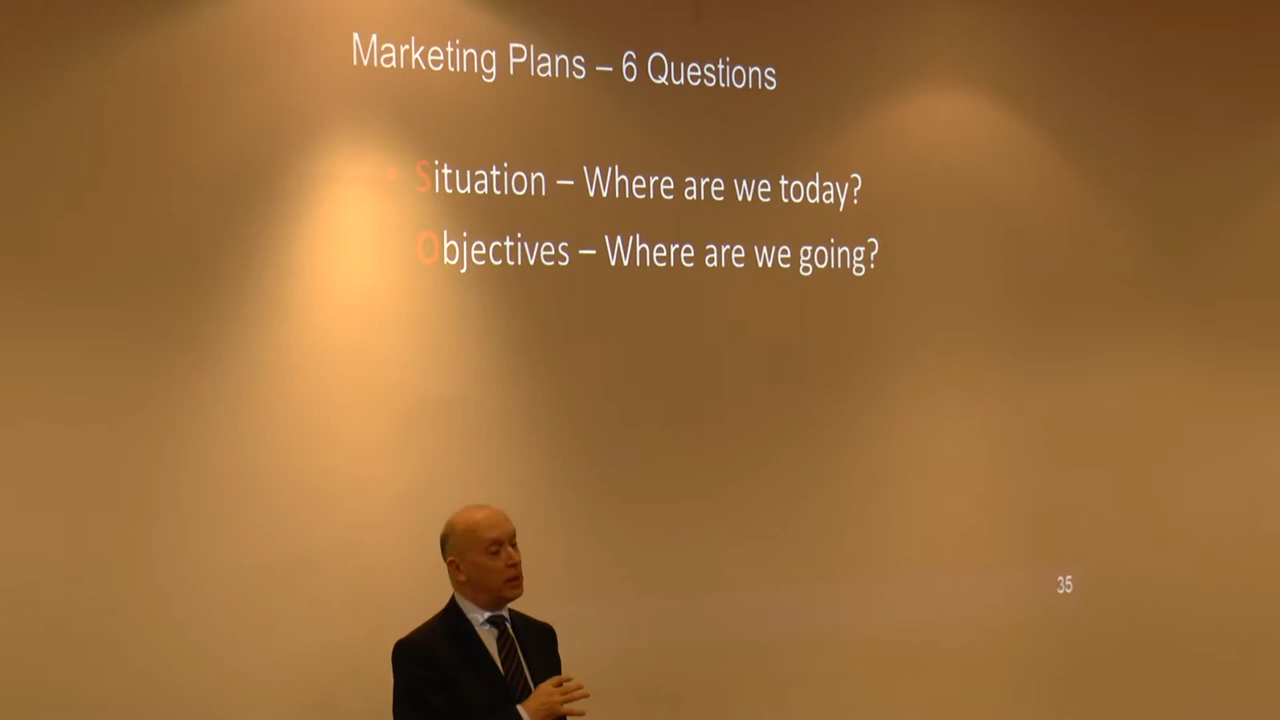 Marketing Plans – 6 Questions
• Situation – Where are we today?
Objectives – Where are we going?
35